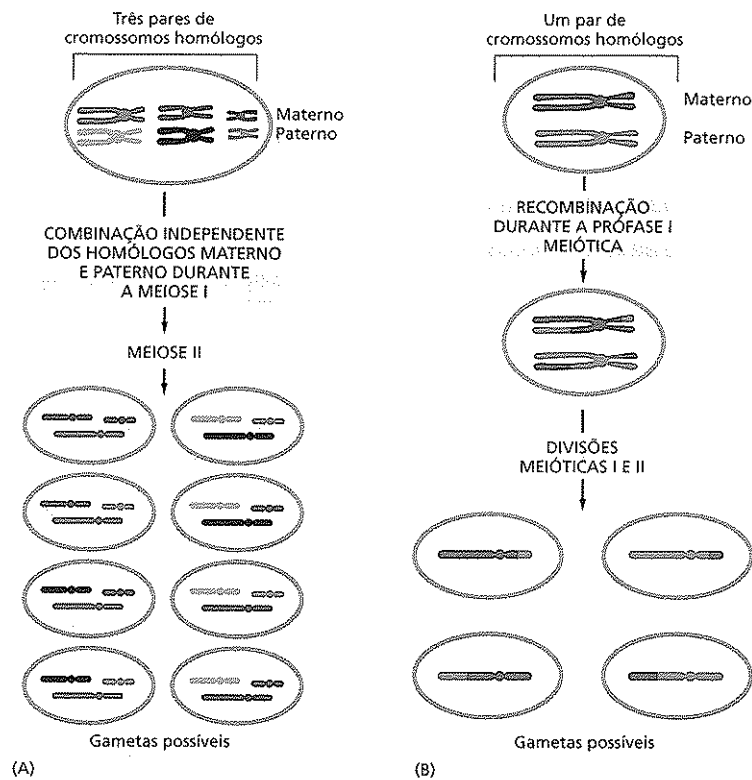 Três pares de
cromossomos homólogos
Materno
Paterno
COMBINAÇÃO INDEPENDENTE
DOS HOMÓLOGOS MATERNO
E PATERNO DURANTE
A MEIOSE I
MEIOSE II
Gametas possíveis
(A)
Um par de
cromossomos homólogos
Materno
Paterno
RECOMBINAÇÃO
DURANTE A PRÓFASE I
MEIÓTICA
DIVISÕES
MEIÓTICAS I E II
Gametas possíveis
(B)